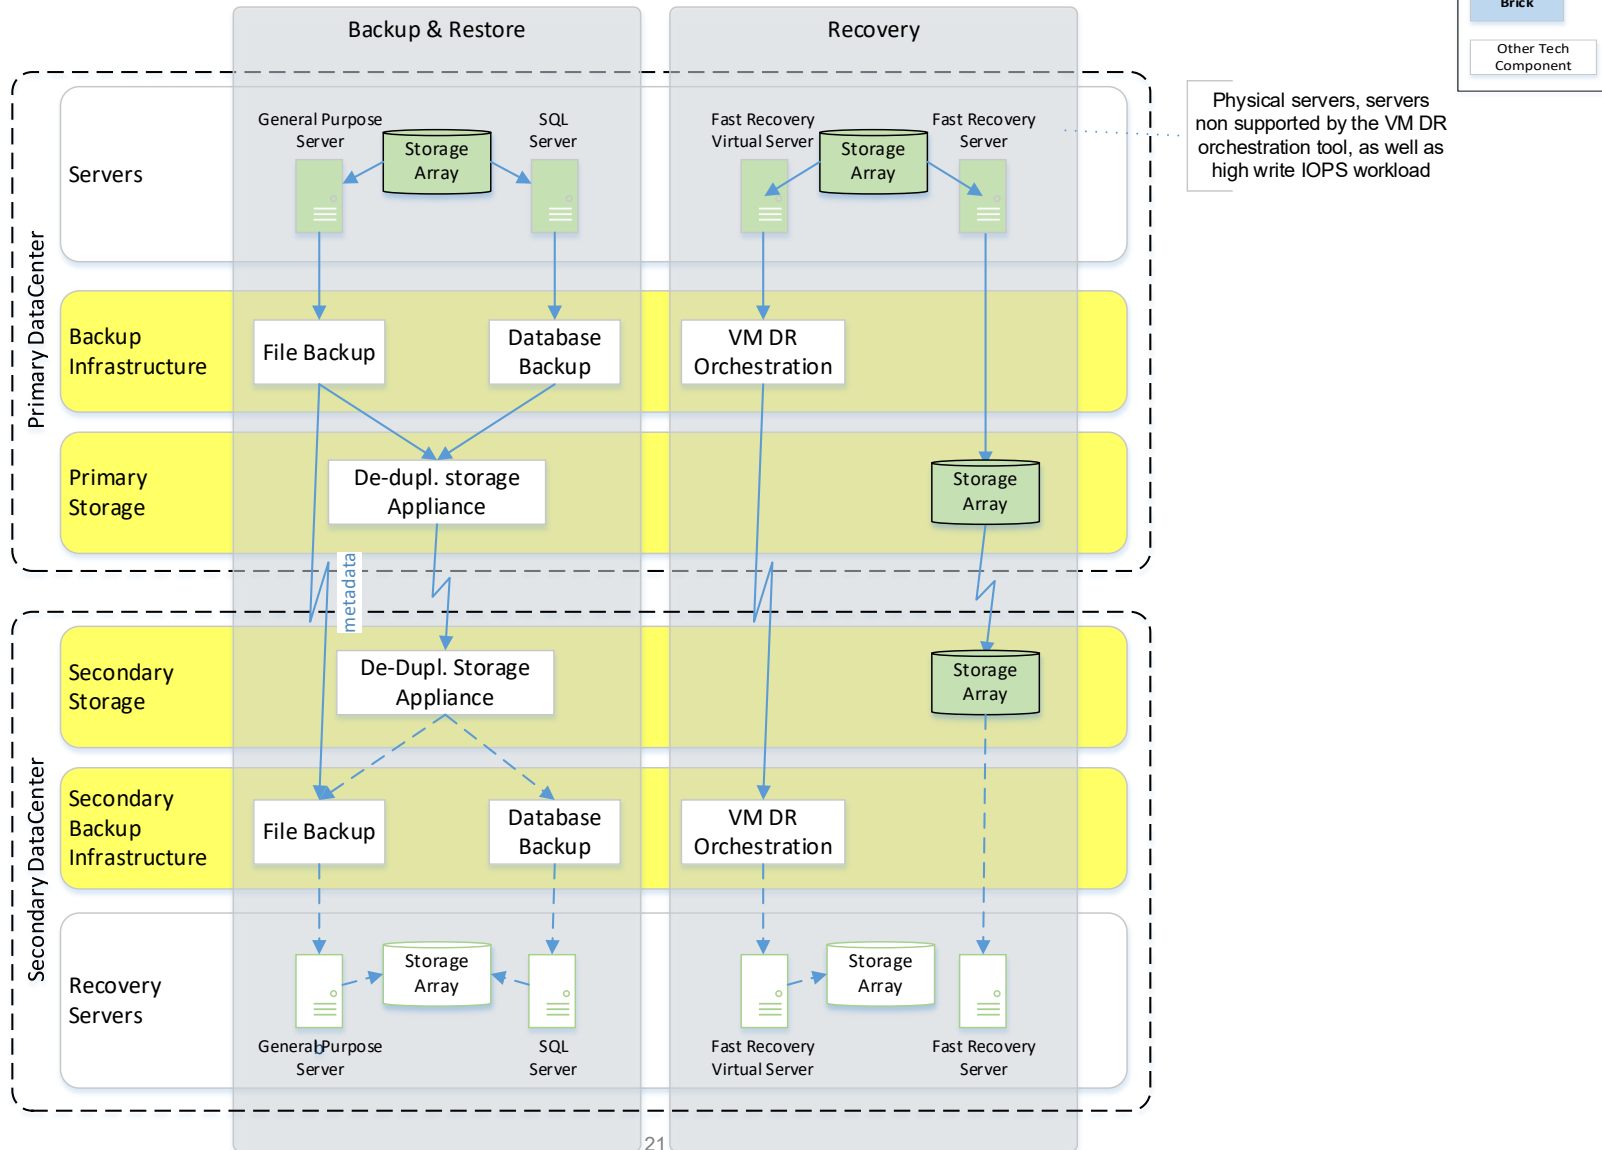 Brick
Other Tech
Component
Backup & Restore
Recovery
Primary DataCenter
Servers
General Purpose
Server
Storage
Array
SQL
Server
Fast Recovery
Virtual Server
Storage
Array
Fast Recovery
Server
Physical servers, servers
non supported by the VM DR
orchestration tool, as well as
high write IOPS workload
Backup
Infrastructure
File Backup
Database
Backup
VM DR
Orchestration
Primary
Storage
De-dupl. storage
Appliance
Storage
Array
metadata
Secondary DataCenter
Secondary
Storage
De-Dupl. Storage
Appliance
Storage
Array
Secondary
Backup
Infrastructure
File Backup
Database
Backup
VM DR
Orchestration
Recovery
Servers
Storage
Array
Storage
Array
General Purpose
Server
b
SQL
Server
Fast Recovery
Virtual Server
Fast Recovery
Server
21